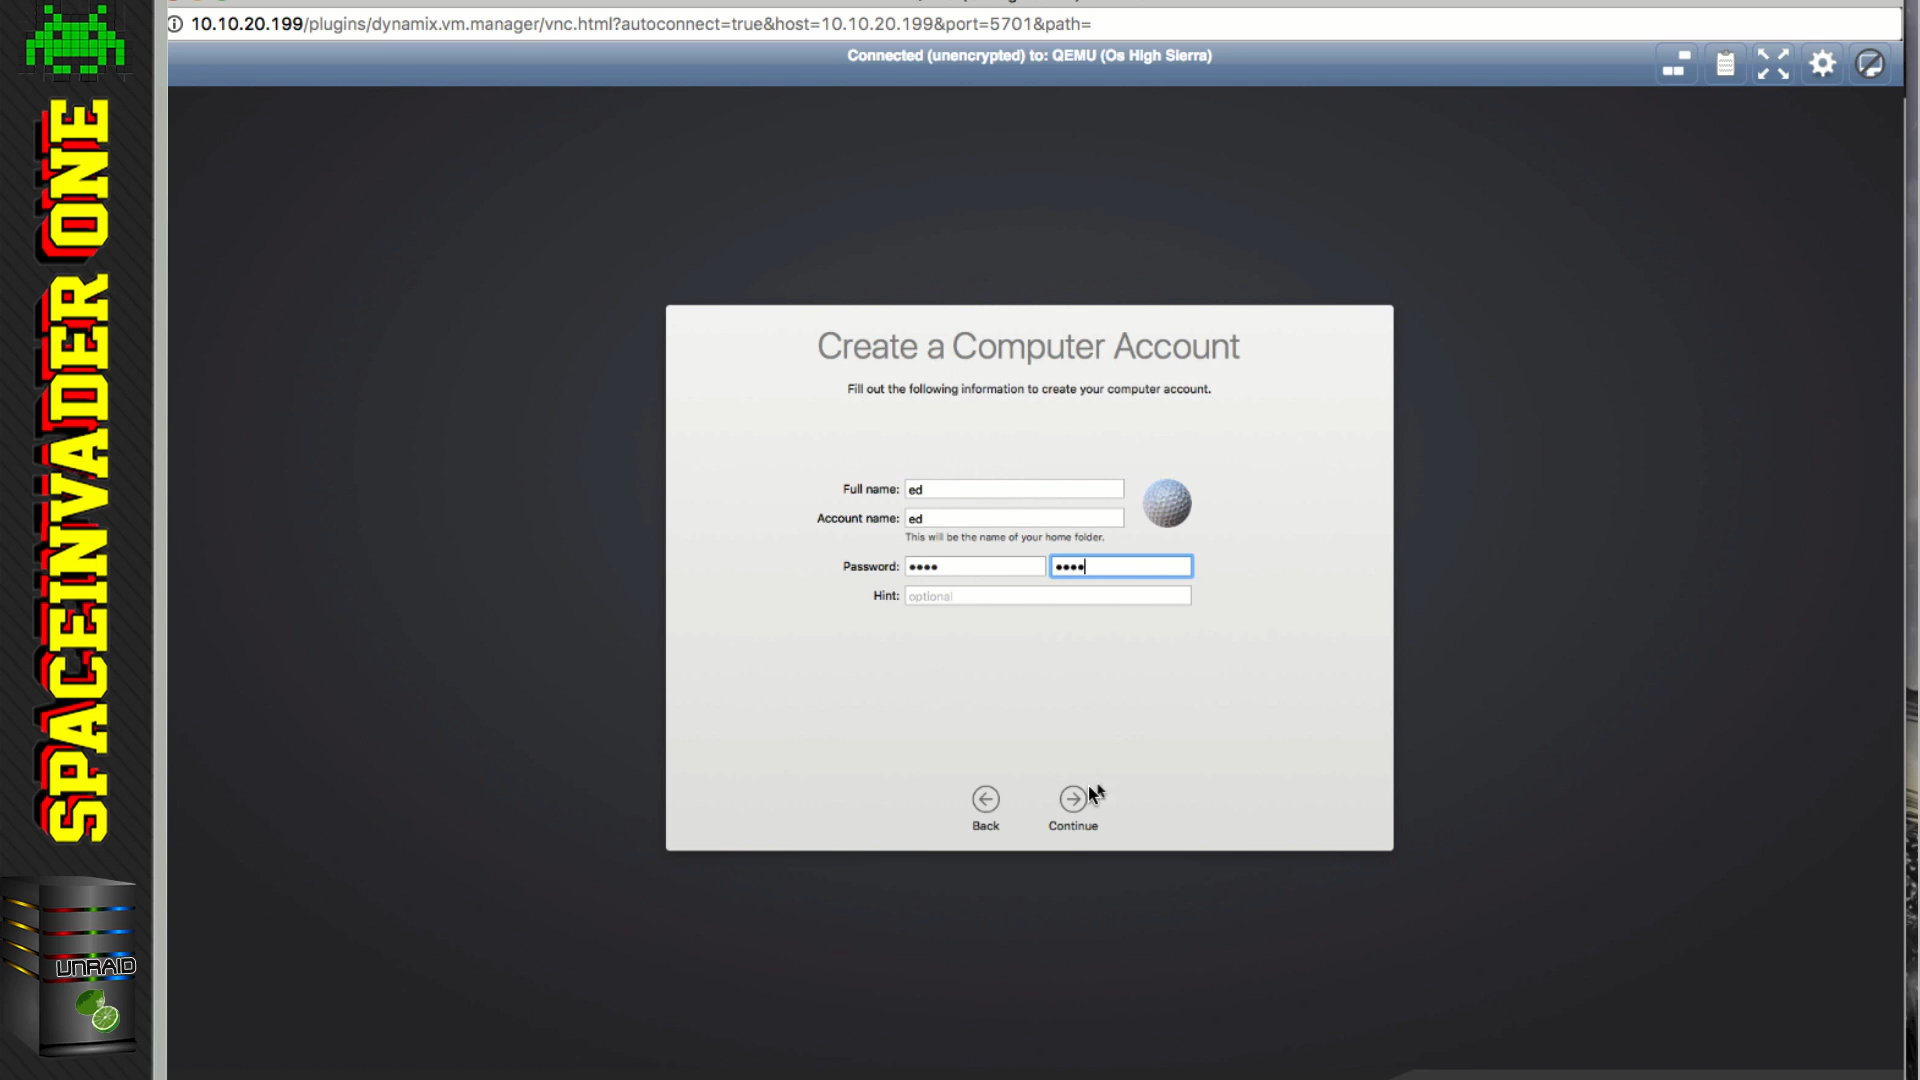 10.10.20.199/plugins/dynamix.vm.manager/vnc.html?autoconnect=true&host=10.10.20.199&port=5701&path=
Connected (unencrypted) to: QEMU (Os High Sierra)
SPACEINVADER ONE
Create a Computer Account
Fill out the following information to create your computer account.
Full name: ed
Account name: ed
This will be the name of your home folder.
Password: •••• ••••
Hint: optional
Back
Continue
UNRAID